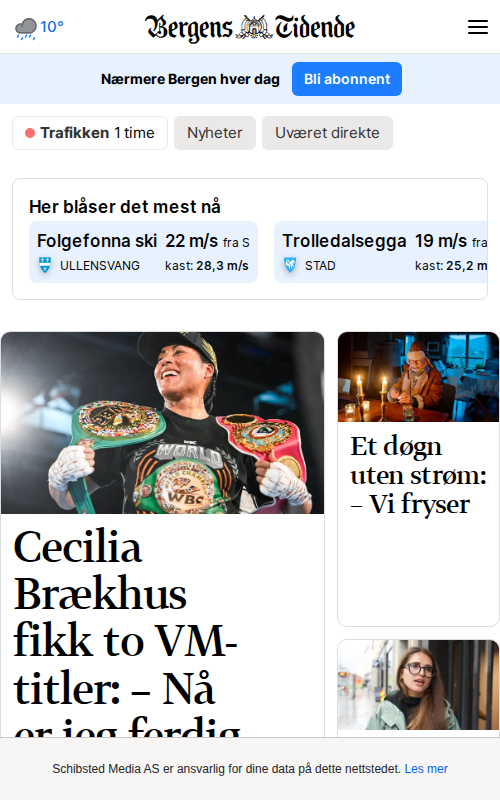 10°
Bergens Tidende
Nærmere Bergen hver dag
Bli abonnent
Trafikken 1 time
Nyheter
Uværet direkte
Her blåser det mest nå
Folgefonna ski 22 m/s fra S
ULLENSVANG kast: 28,3 m/s
Trolledalsegga 19 m/s fra
STAD kast: 25,2 m
WORLD
WBC
Cecilia
Brækhus
fikk to VM-
titler: – Nå
er jeg ferdig
Et døgn
uten strøm:
– Vi fryser
Schibsted Media AS er ansvarlig for dine data på dette nettstedet. Les mer